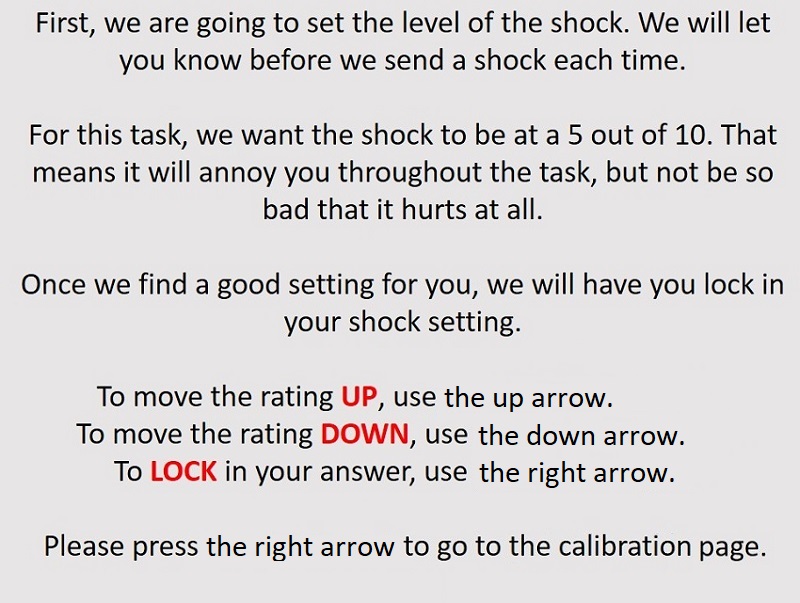 First, we are going to set the level of the shock. We will let
you know before we send a shock each time.
For this task, we want the shock to be at a 5 out of 10. That
means it will annoy you throughout the task, but not be so
bad that it hurts at all.
Once we find a good setting for you, we will have you lock in
your shock setting.
To move the rating UP, use the up arrow.
To move the rating DOWN, use the down arrow.
To LOCK in your answer, use the right arrow.
Please press the right arrow to go to the calibration page.